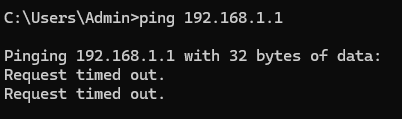 C:\Users\Admin>ping 192.168.1.1
Pinging 192.168.1.1 with 32 bytes of data:
Request timed out.
Request timed out.